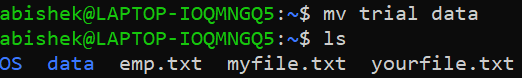 abishek@LAPTOP-IOQMNGQ5:~$ mv trial data
abishek@LAPTOP-IOQMNGQ5:~$ ls
OS  data  emp.txt  myfile.txt  yourfile.txt